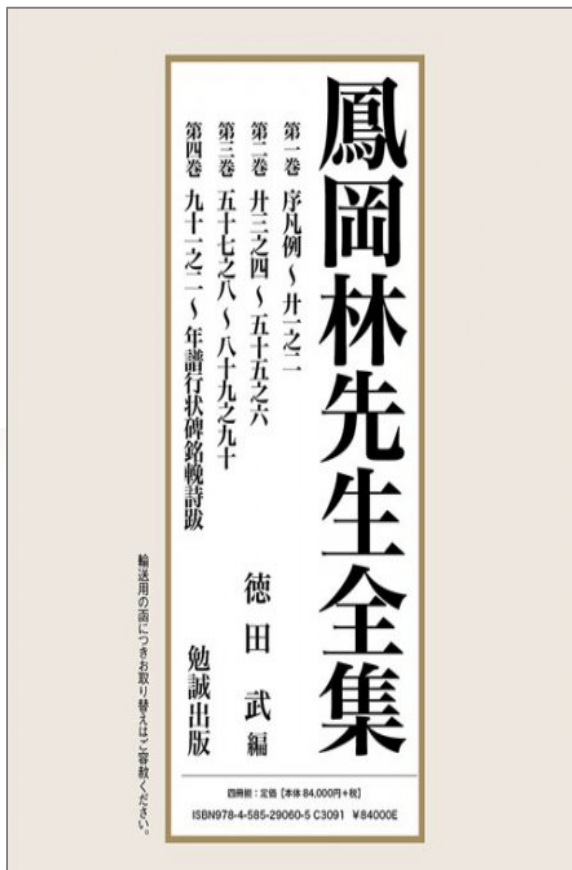 鳳岡林先生全集
第一巻 序凡例～廿一之二
第二巻 廿三之四～五十五之六
第三巻 五十七之八～八十九之九十
第四巻 九十一之二～年譜行状碑銘輓詩跋
徳田 武 編
勉誠出版
四冊揃：定価【本体 84,000円＋税】
ISBN978-4-585-29060-5 C3091 ￥84000E
輸送用の函につきお取り替えはご容赦ください。